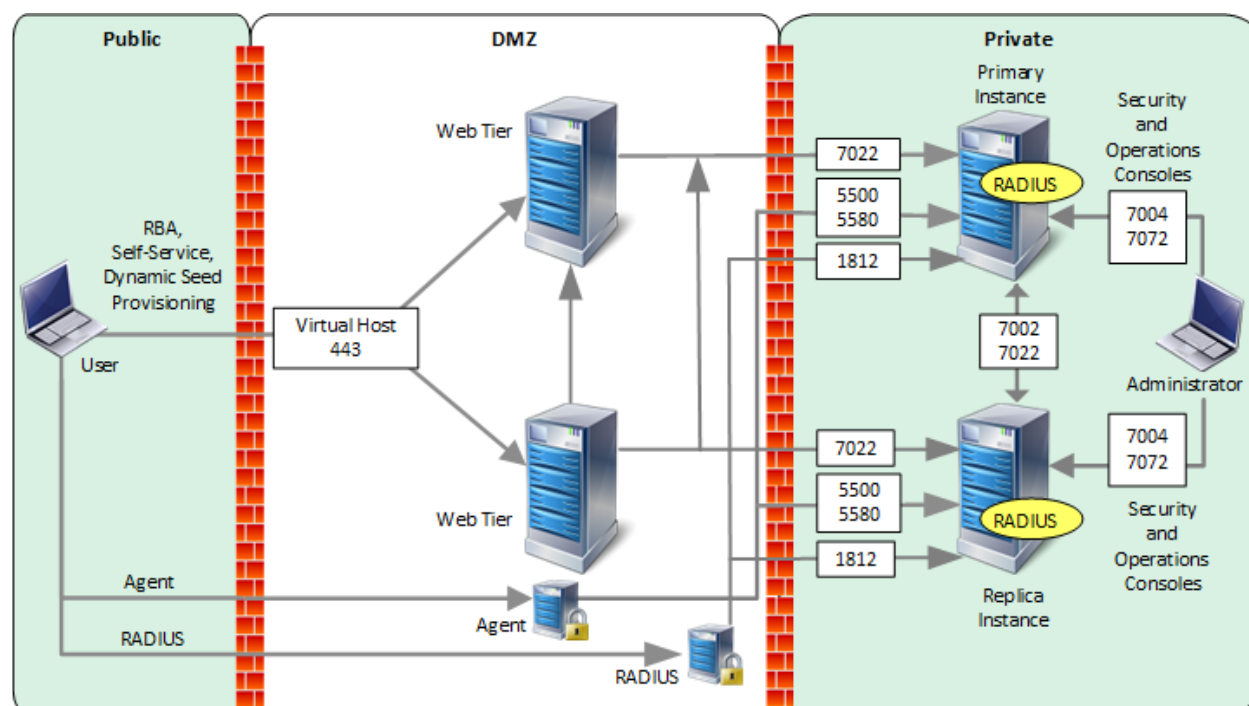 Public
DMZ
Private
Primary
Instance
Security
and
Operations
Consoles
Web Tier
7022
RADIUS
5500
5580
7004
7072
1812
RBA,
Self-Service,
Dynamic Seed
Provisioning
Virtual Host
443
User
7002
7022
Administrator
7022
7004
7072
Web Tier
5500
5580
RADIUS
Security
and
Operations
Consoles
1812
Agent
Replica
Instance
Agent
RADIUS
RADIUS